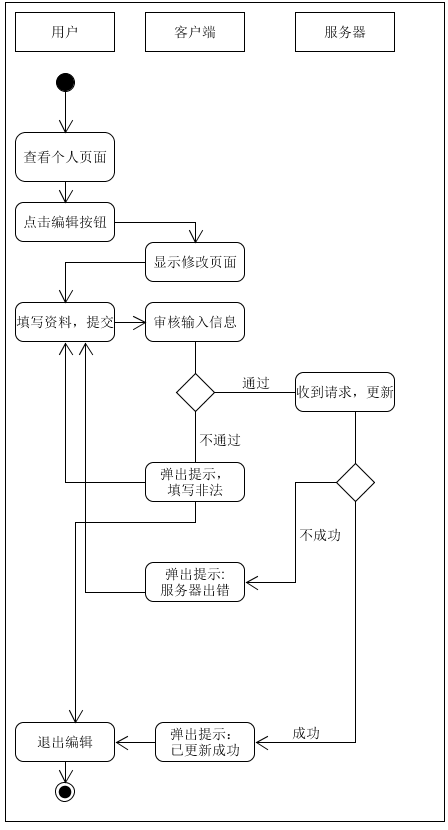 用户
客户端
服务器
查看个人页面
点击编辑按钮
显示修改页面
填写资料，提交
审核输入信息
通过
收到请求，更新
不通过
弹出提示，
填写非法
不成功
弹出提示:
服务器出错
成功
弹出提示：
已更新成功
退出编辑